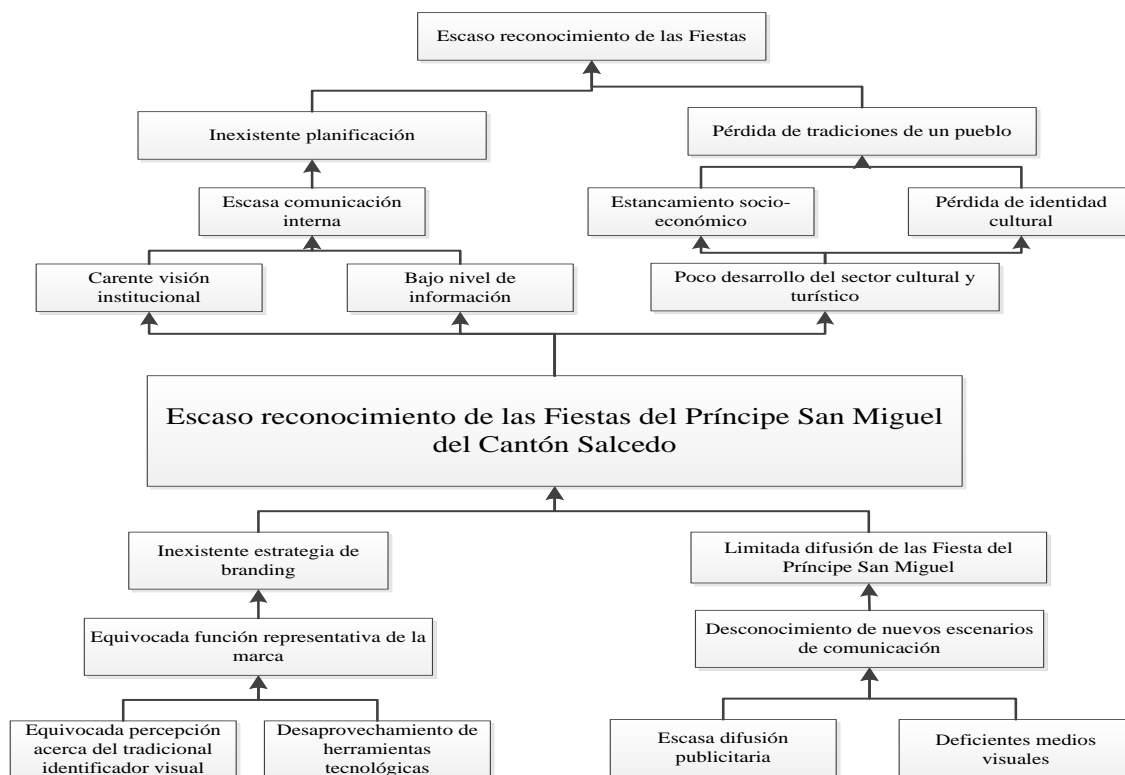 Escaso reconocimiento de las Fiestas
Inexistente planificación
Pérdida de tradiciones de un pueblo
Escasa comunicación
interna
Estancamiento socio-
económico
Pérdida de identidad
cultural
Carente visión
institucional
Bajo nivel de
información
Poco desarrollo del sector cultural y
turístico
Escaso reconocimiento de las Fiestas del Príncipe San Miguel
del Cantón Salcedo
Inexistente estrategia de
branding
Limitada difusión de las Fiesta del
Príncipe San Miguel
Equivocada función representativa de la
marca
Desconocimiento de nuevos escenarios
de comunicación
Equivocada percepción
acerca del tradicional
identificador visual
Desaprovechamiento de
herramientas
tecnológicas
Escasa difusión
publicitaria
Deficientes medios
visuales